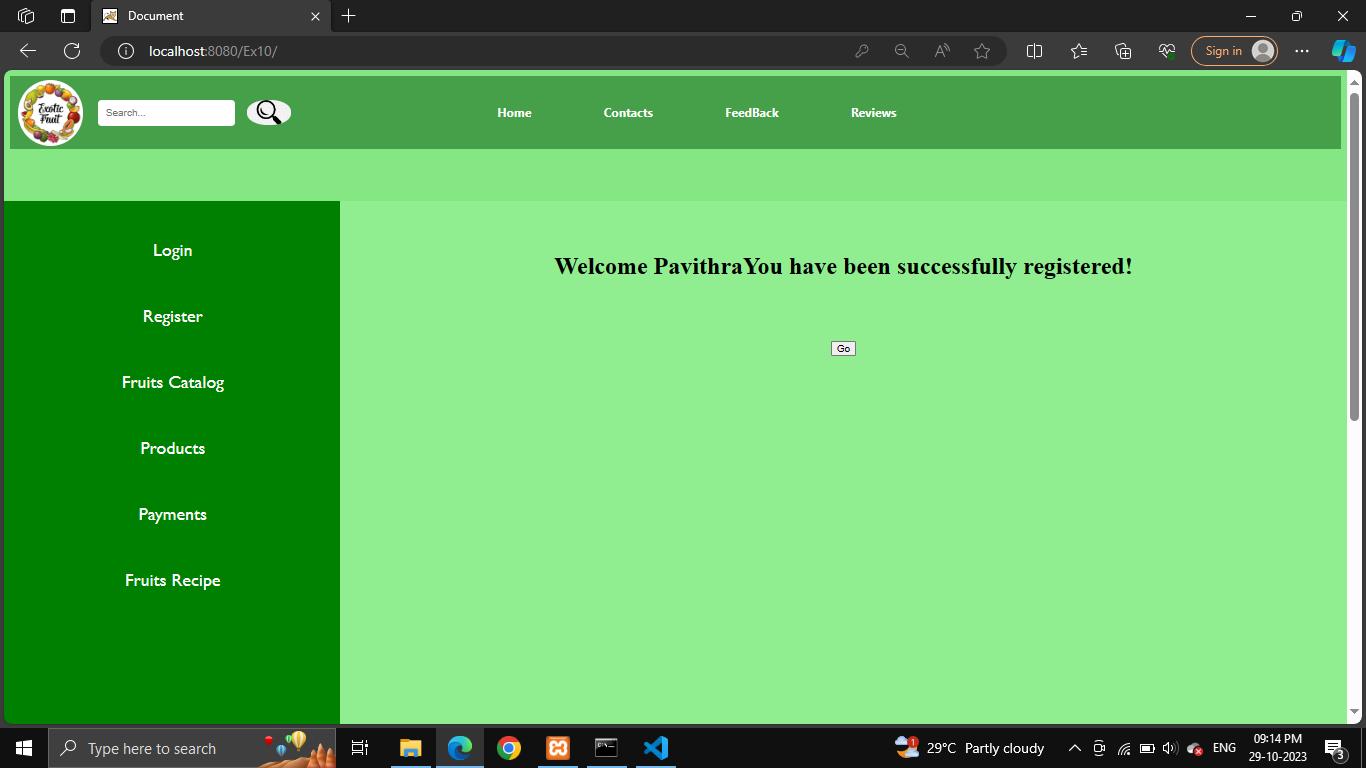 Document
localhost:8080/Ex10/
Sign in
Exotic
Fruit
Search...
Home
Contacts
FeedBack
Reviews
Login
Register
Fruits Catalog
Products
Payments
Fruits Recipe
Welcome PavithraYou have been successfully registered!
Go
Type here to search
1
29°C Partly cloudy
ENG
09:14 PM
29-10-2023
3